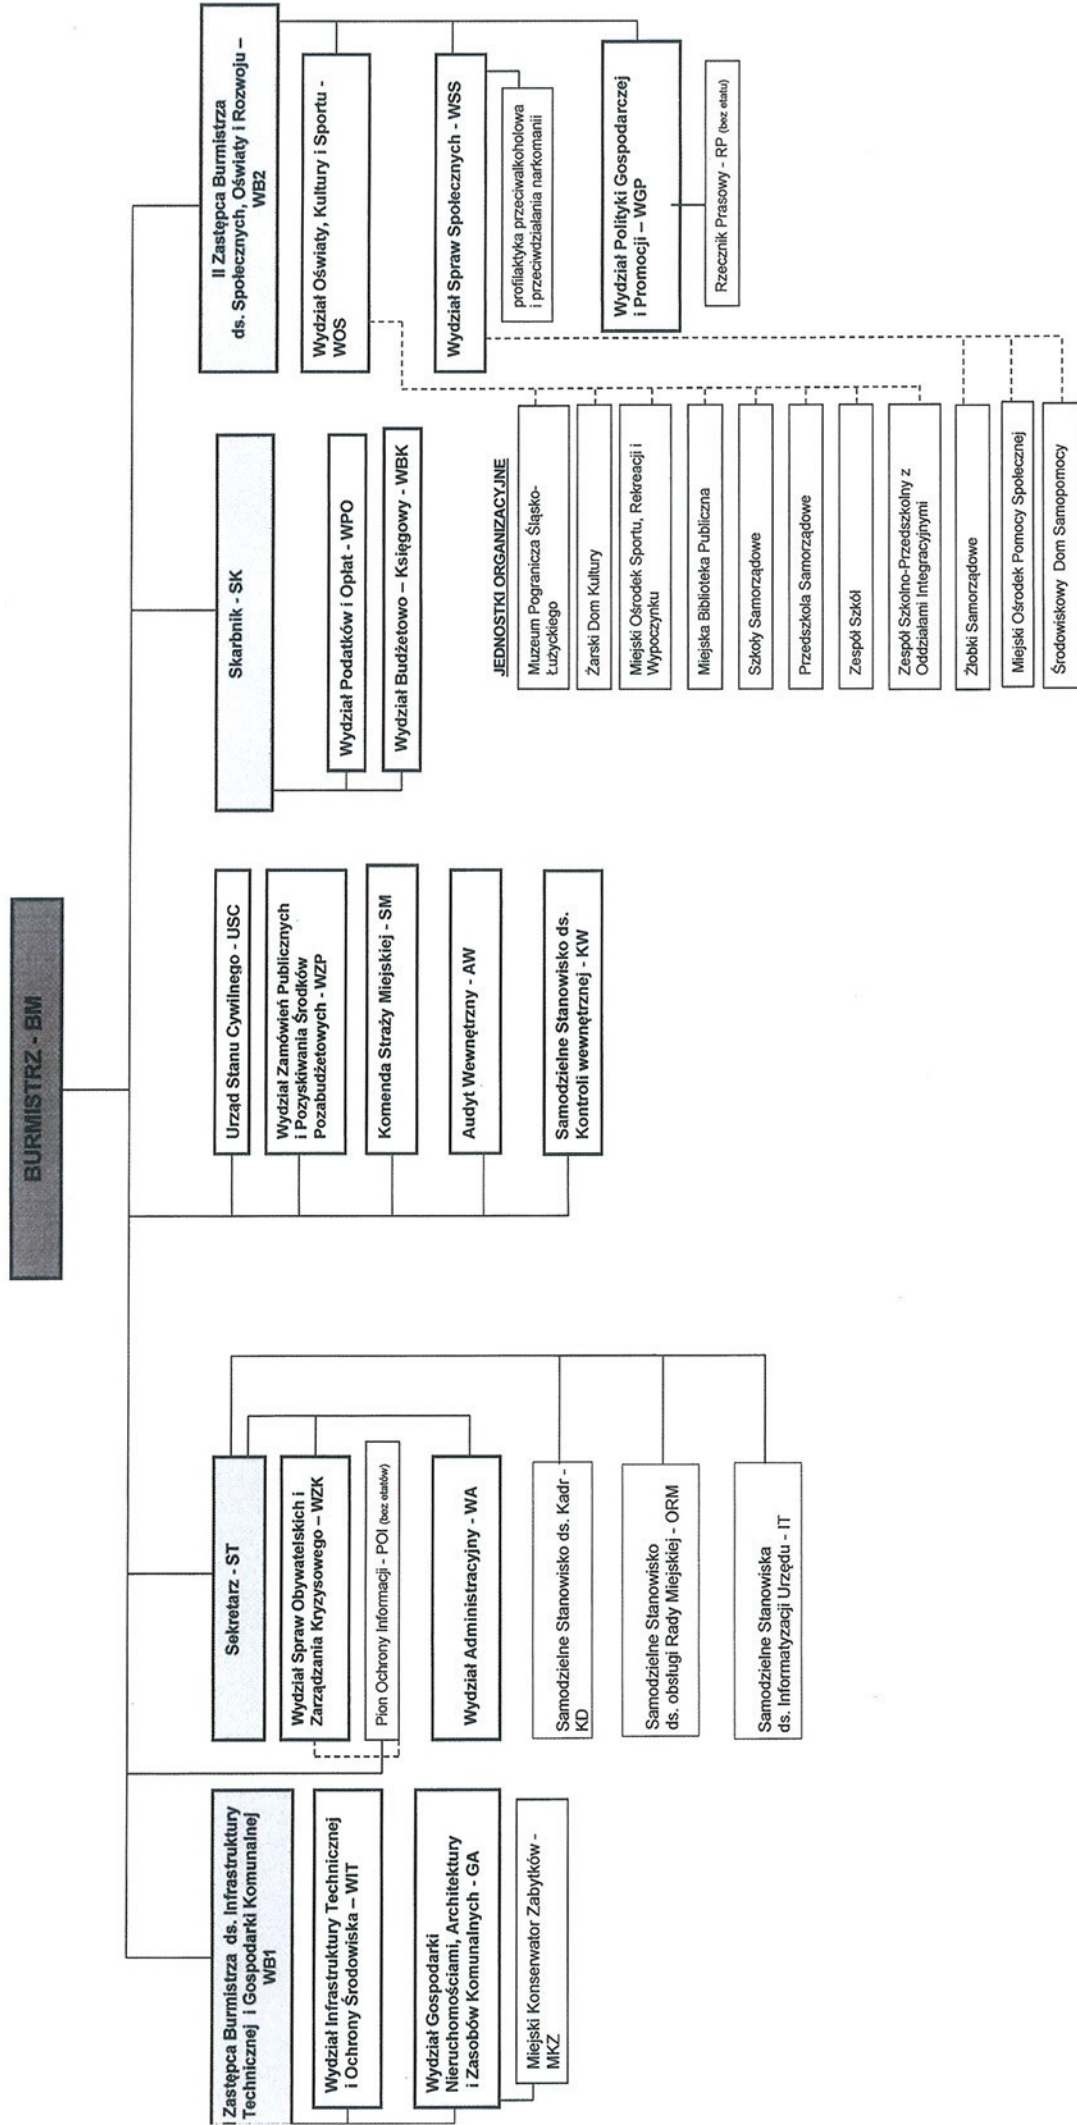 BURMISTRZ - BM
I Zastępca Burmistrza ds. Infrastruktury
Technicznej i Gospodarki Komunalnej
WB1
Wydział Infrastruktury Technicznej
i Ochrony Środowiska – WIT
Wydział Gospodarki
Nieruchomościami, Architektury
i Zasobów Komunalnych - GA
Miejski Konserwator Zabytków –
MKZ
Sekretarz - ST
Wydział Spraw Obywatelskich i
Zarządzania Kryzysowego – WZK
Pion Ochrony Informacji - POI (bez etatów)
Wydział Administracyjny - WA
Samodzielne Stanowisko ds. Kadr -
KD
Samodzielne Stanowisko
ds. obsługi Rady Miejskiej - ORM
Samodzielne Stanowiska
ds. Informatyzacji Urzędu - IT
Urząd Stanu Cywilnego - USC
Wydział Zamówień Publicznych
i Pozyskiwania Środków
Pozabudżetowych - WZP
Komenda Straży Miejskiej - SM
Audyt Wewnętrzny - AW
Samodzielne Stanowisko ds.
Kontroli wewnętrznej - KW
Skarbnik - SK
Wydział Podatków i Opłat - WPO
Wydział Budżetowo – Księgowy - WBK
II Zastępca Burmistrza
ds. Społecznych, Oświaty i Rozwoju –
WB2
Wydział Oświaty, Kultury i Sportu -
WOS
Wydział Spraw Społecznych - WSS
profilaktyka przeciwalkoholowa
i przeciwdziałania narkomanii
Wydział Polityki Gospodarczej
i Promocji – WGP
Rzecznik Prasowy - RP (bez etatu)
JEDNOSTKI ORGANIZACYJNE
Muzeum Pogranicza Śląsko-
Łużyckiego
Żarski Dom Kultury
Miejski Ośrodek Sportu, Rekreacji i
Wypoczynku
Miejska Biblioteka Publiczna
Szkoły Samorządowe
Przedszkola Samorządowe
Zespół Szkół
Zespół Szkolno-Przedszkolny z
Oddziałami Integracyjnymi
Żłobki Samorządowe
Miejski Ośrodek Pomocy Społecznej
Środowiskowy Dom Samopomocy